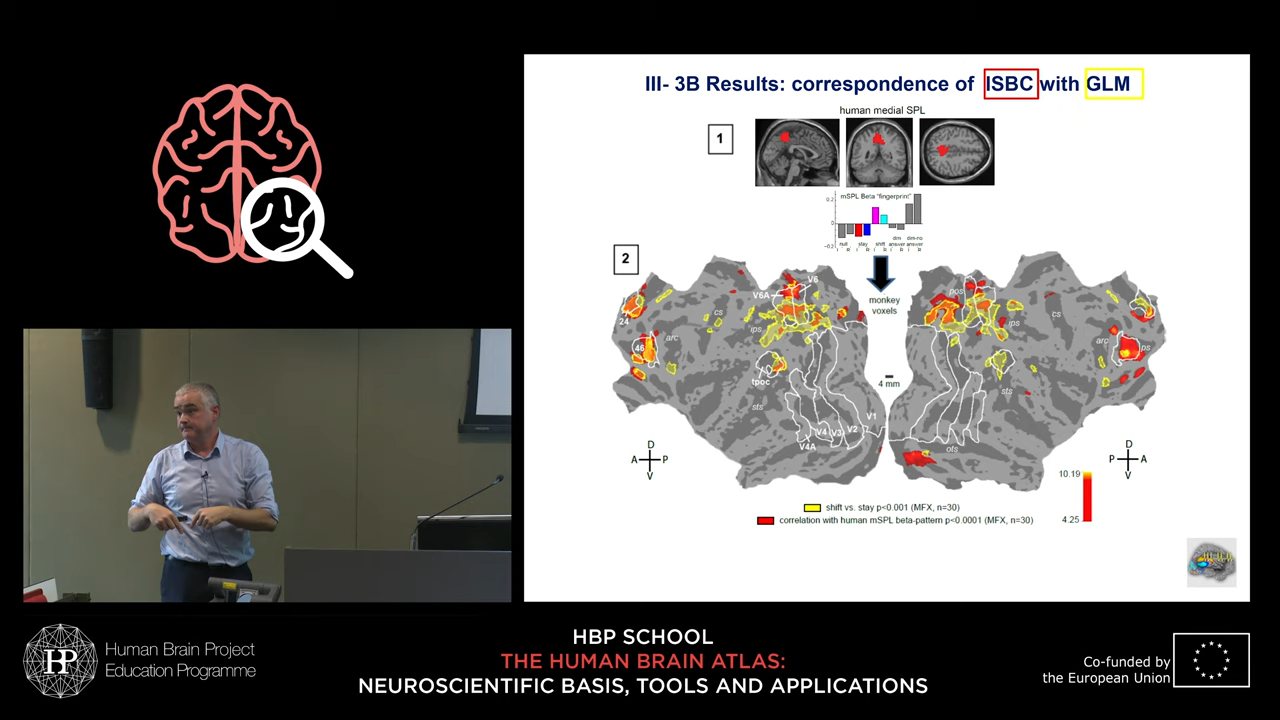 III- 3B Results: correspondence of ISBC with GLM
human medial SPL
1
mSPL Beta "fingerprint"
0.2
0
-0.2
null
stay
shift
dim answer
dim-no answer
2
V6
V6A
24
cs
ips
arc
46
tpoc
sts
V1
V2
V3
V4
V4A
monkey voxels
4 mm
pos
ips
cs
arc
ps
sts
ots
D
A P
V
D
P A
V
10.19
4.25
shift vs. stay p<0.001 (MFX, n=30)
correlation with human mSPL beta-pattern p<0.0001 (MFX, n=30)
HBP
Human Brain Project
Education Programme
HBP SCHOOL
THE HUMAN BRAIN ATLAS:
NEUROSCIENTIFIC BASIS, TOOLS AND APPLICATIONS
Co-funded by
the European Union